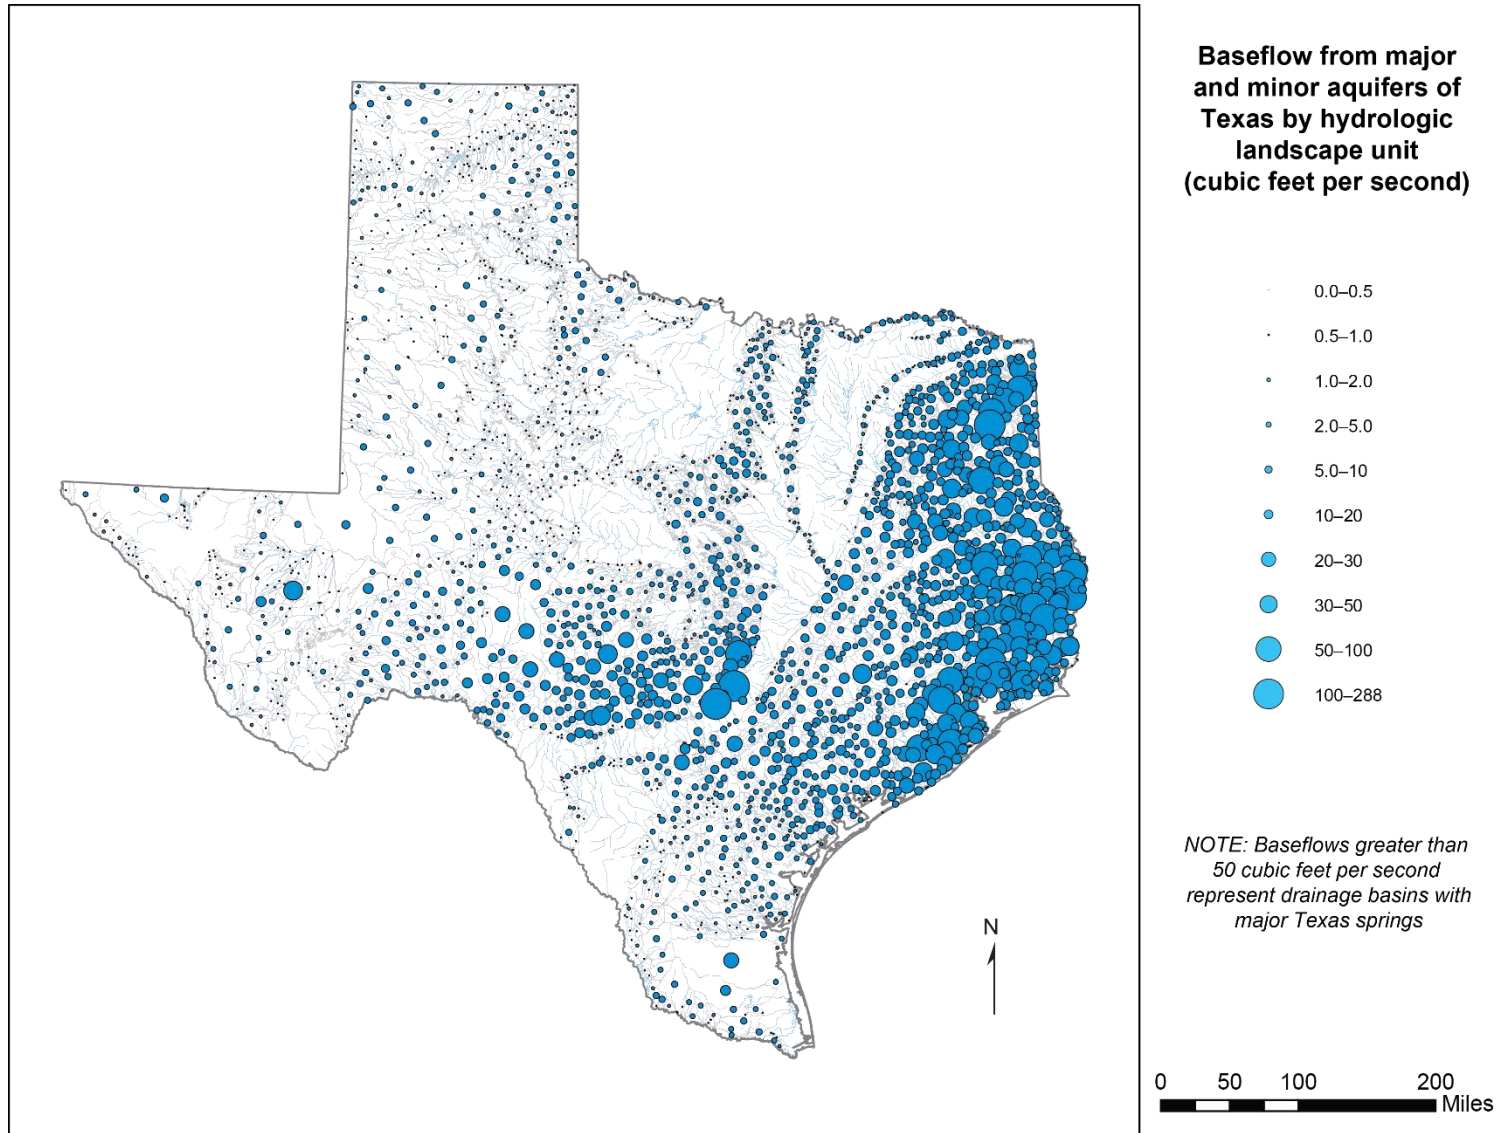 Baseflow from major
and minor aquifers of
Texas by hydrologic
landscape unit
(cubic feet per second)
0.0–0.5
0.5–1.0
1.0–2.0
2.0–5.0
5.0–10
10–20
20–30
30–50
50–100
100–288
NOTE: Baseflows greater than
50 cubic feet per second
represent drainage basins with
major Texas springs
N
0 50 100 200
Miles